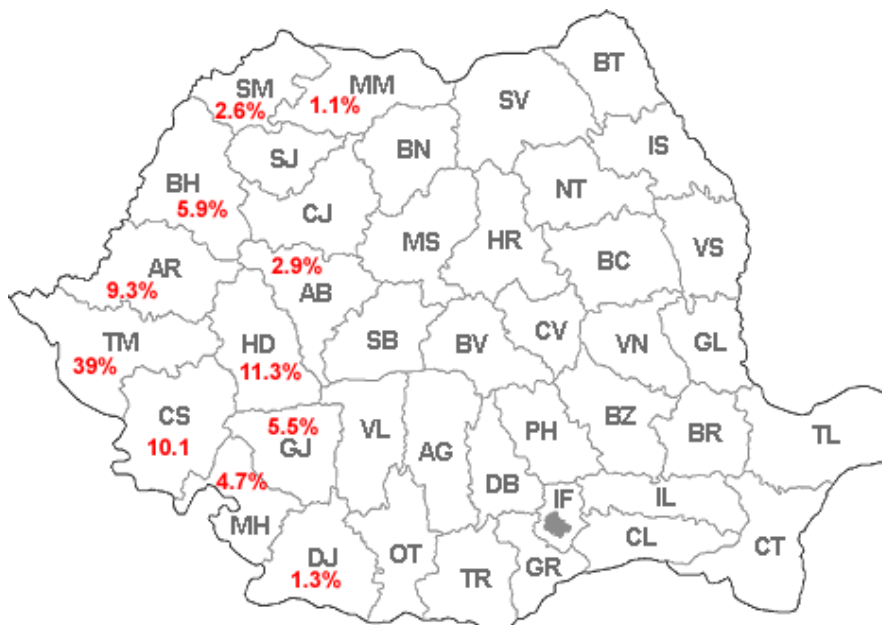 BT
SM
MM
SV
2.6%
1.1%
IS
SJ
BN
BH
NT
5.9%
CJ
MS
HR
VS
AR
2.9%
BC
9.3%
AB
TM
HD
SB
BV
CV
VN
GL
39%
11.3%
CS
5.5%
VL
BZ
10.1
GJ
AG
PH
BR
TL
4.7%
DB
IF
IL
MH
CL
CT
DJ
OT
TR
GR
1.3%